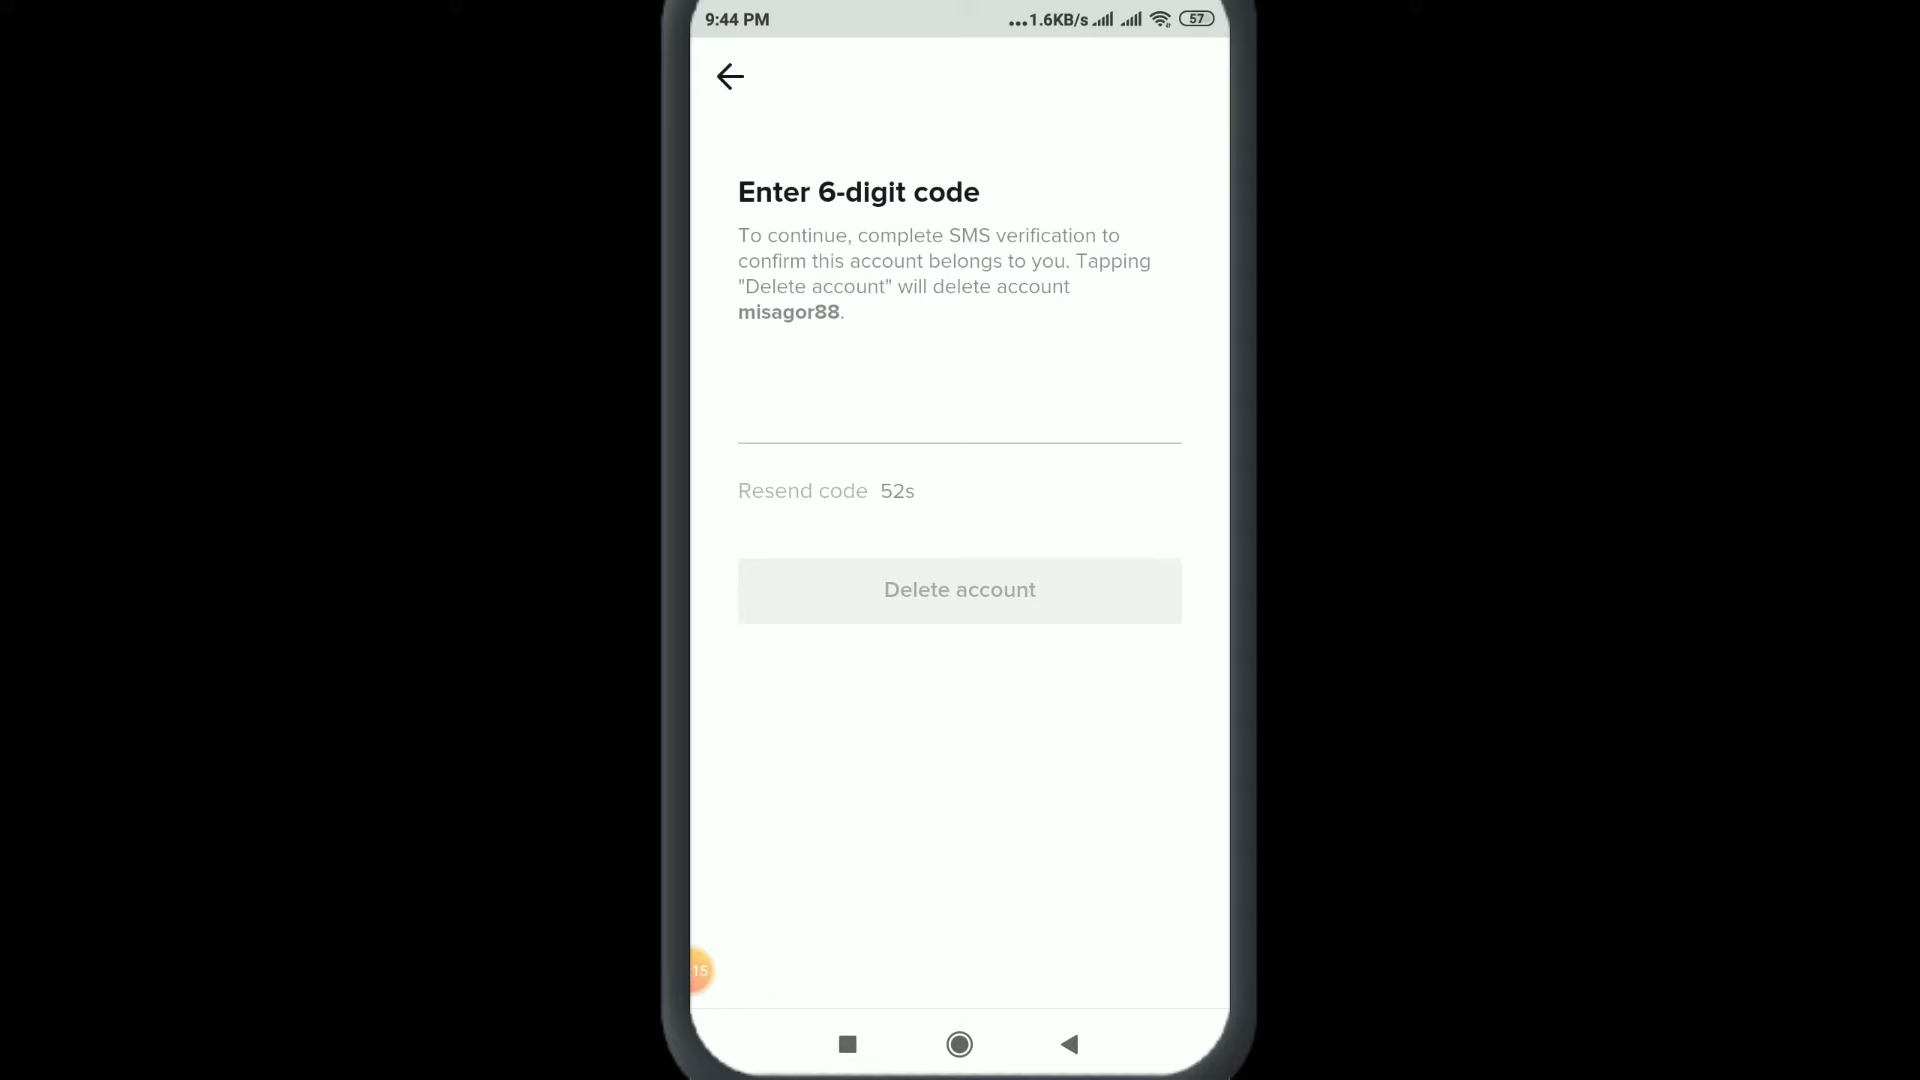 9:44 PM
...1.6KB/s
57
Enter 6-digit code
To continue, complete SMS verification to
confirm this account belongs to you. Tapping
"Delete account" will delete account
misagor88.
Resend code 52s
Delete account
15